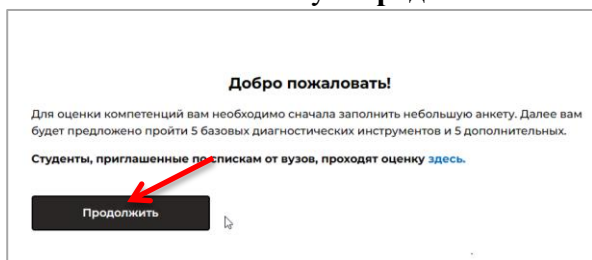 Добро пожаловать!
Для оценки компетенций вам необходимо сначала заполнить небольшую анкету. Далее вам
будет предложено пройти 5 базовых диагностических инструментов и 5 дополнительных.
Студенты, приглашенные по спискам от вузов, проходят оценку здесь.
Продолжить